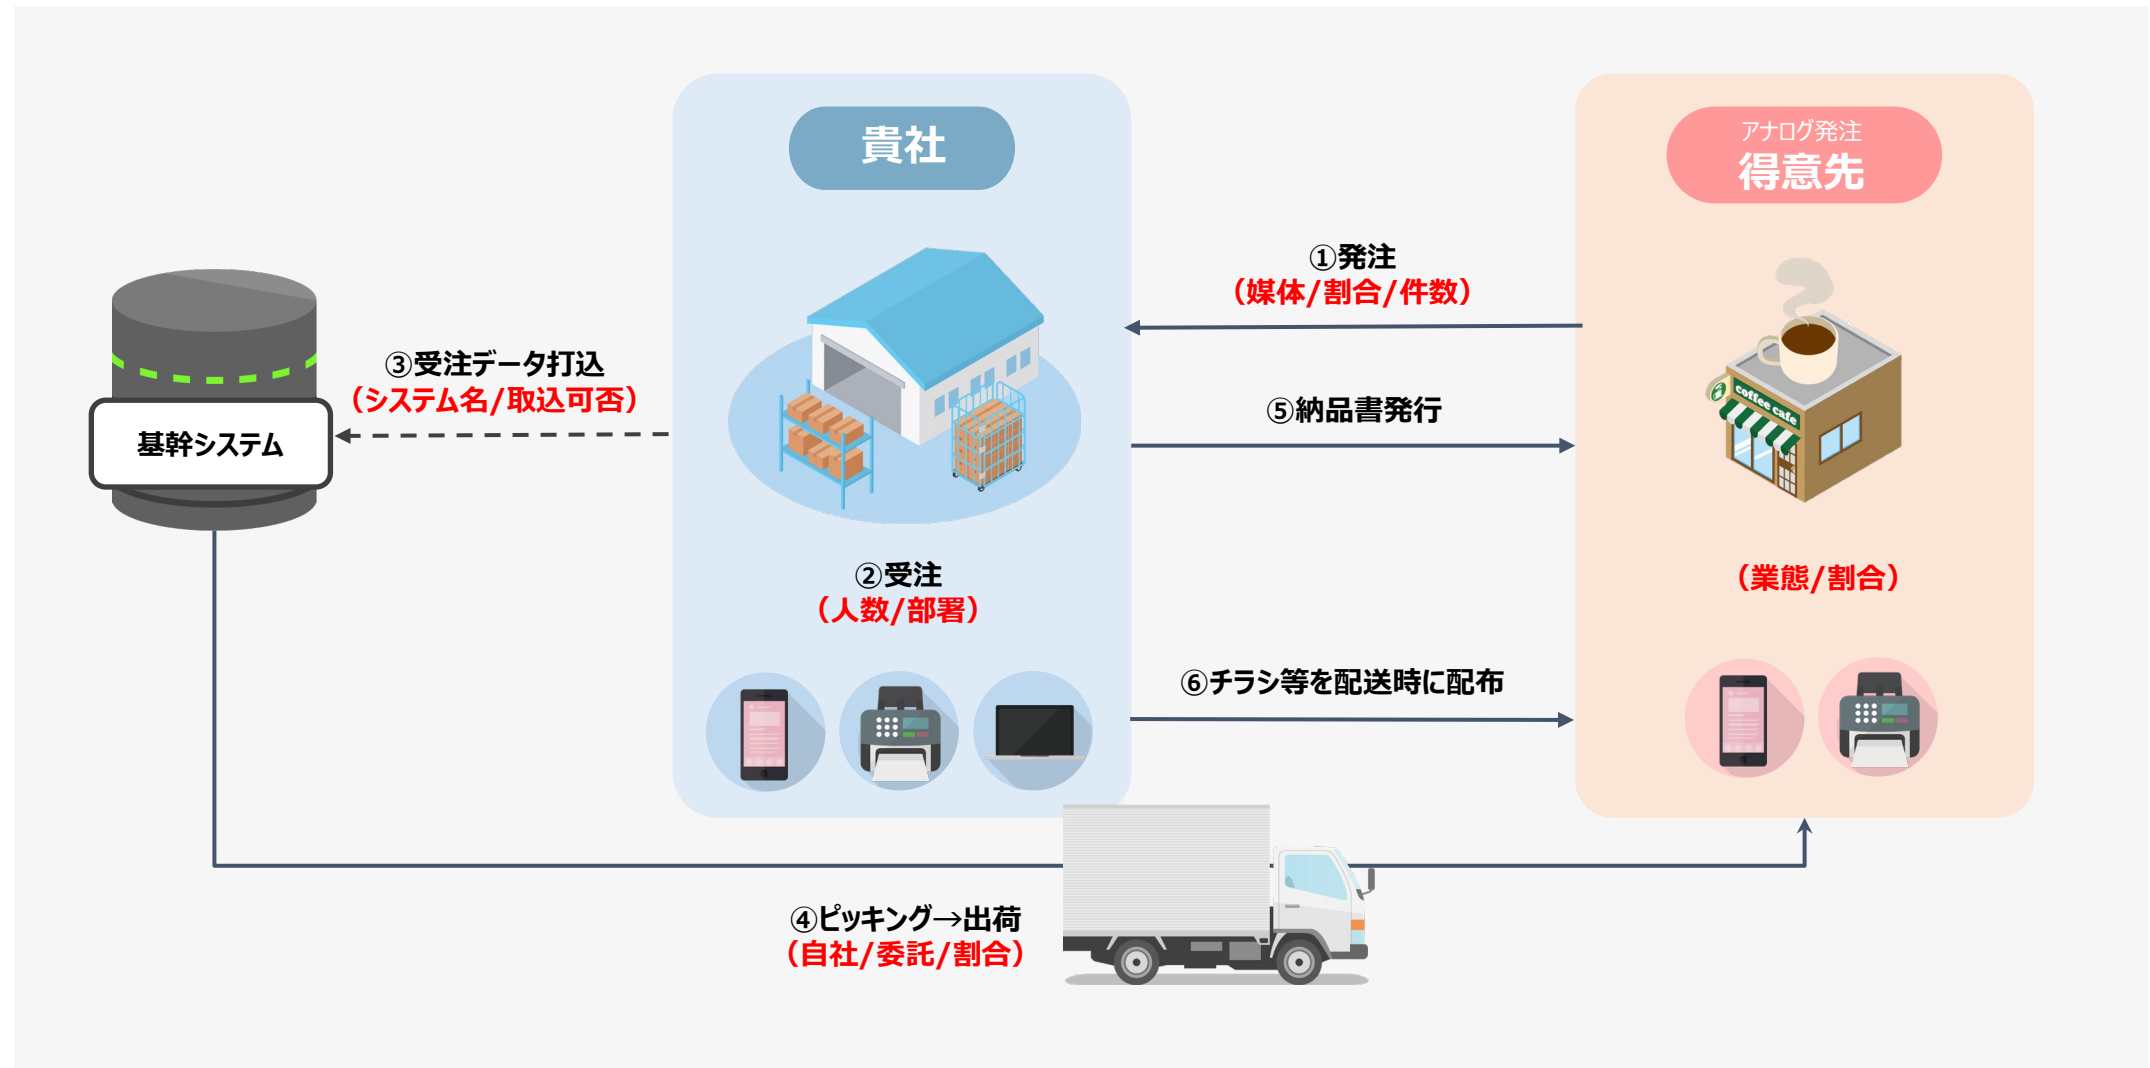 貴社
アナログ発注
得意先
①発注
（媒体/割合/件数）
③受注データ打込
（システム名/取込可否）
基幹システム
⑤納品書発行
coffee cafe
②受注
（人数/部署）
（業態/割合）
⑥チラシ等を配送時に配布
④ピッキング→出荷
（自社/委託/割合）